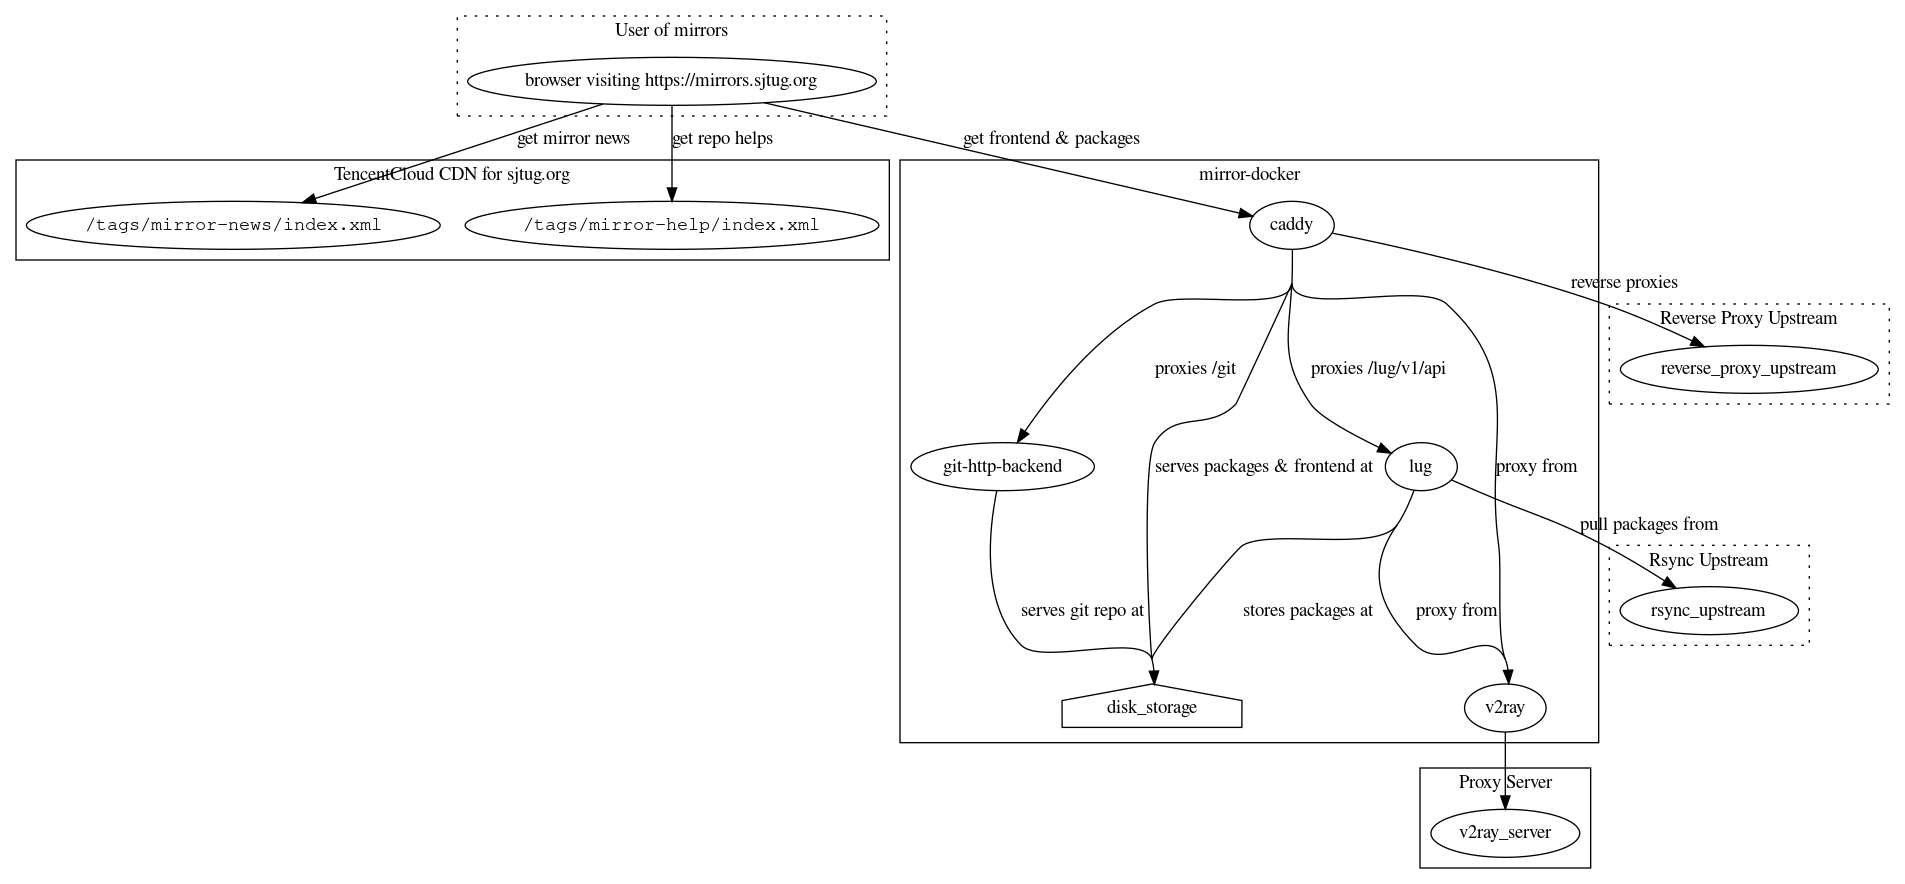 User of mirrors
browser visiting https://mirrors.sjtug.org
get mirror news
get repo helps
get frontend & packages
TencentCloud CDN for sjtug.org
mirror-docker
/tags/mirror-news/index.xml
/tags/mirror-help/index.xml
caddy
reverse proxies
Reverse Proxy Upstream
reverse_proxy_upstream
proxies /git
proxies /lug/v1/api
git-http-backend
serves packages & frontend at
lug
proxy from
pull packages from
Rsync Upstream
rsync_upstream
serves git repo at
stores packages at
proxy from
disk_storage
v2ray
Proxy Server
v2ray_server